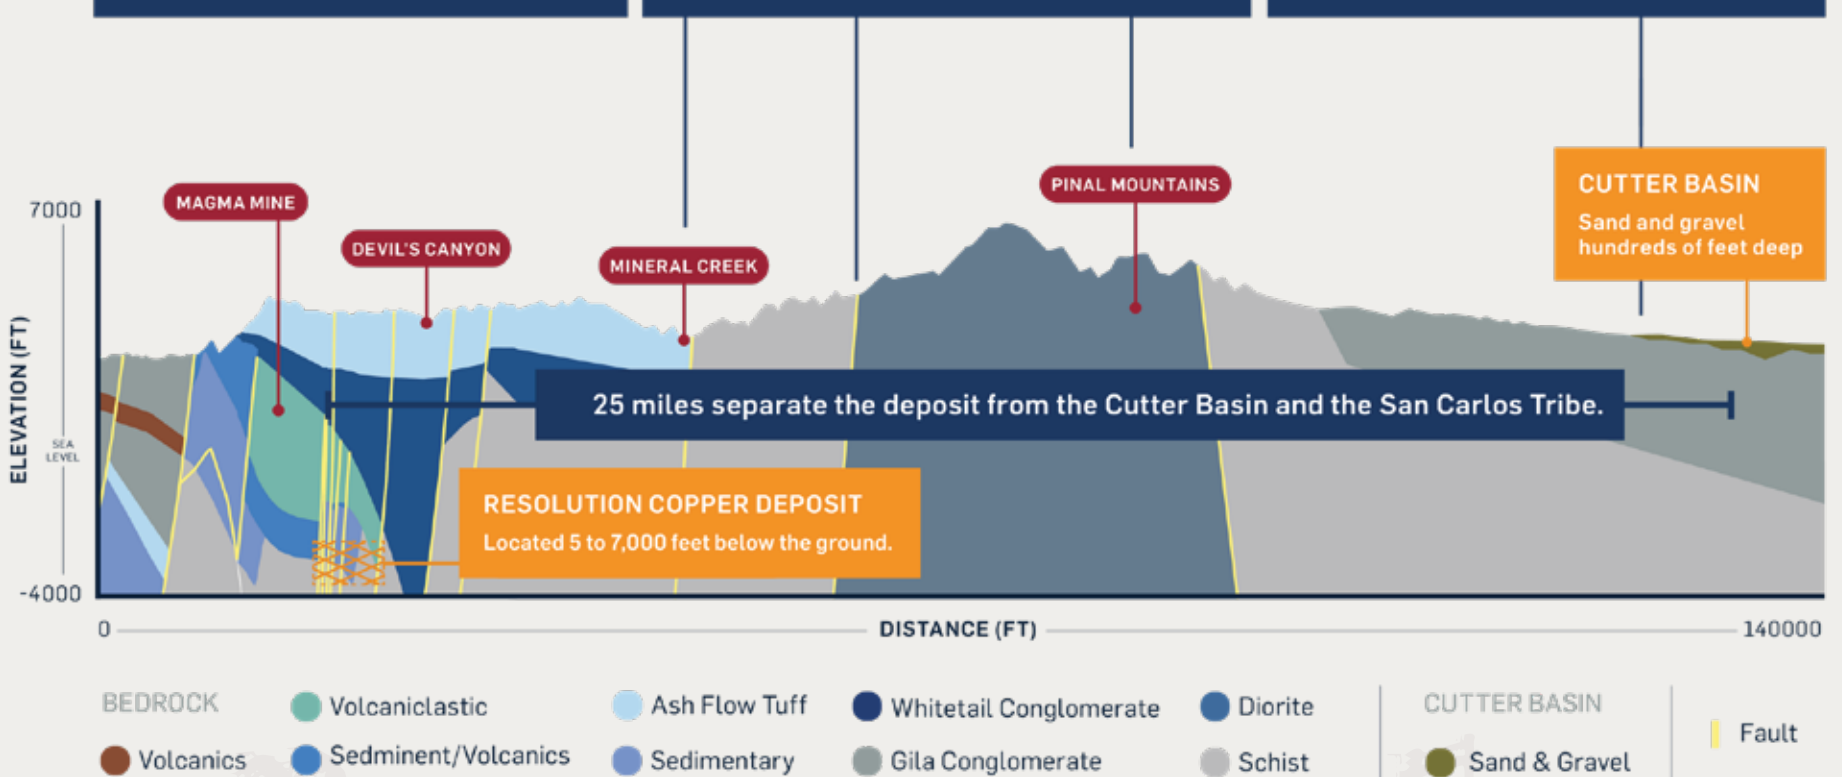 MAGMA MINE
DEVIL'S CANYON
MINERAL CREEK
PINAL MOUNTAINS
CUTTER BASIN
Sand and gravel
hundreds of feet deep
7000
ELEVATION (FT)
SEA
LEVEL
-4000
25 miles separate the deposit from the Cutter Basin and the San Carlos Tribe.
RESOLUTION COPPER DEPOSIT
Located 5 to 7,000 feet below the ground.
0
DISTANCE (FT)
140000
BEDROCK
Volcaniclastic
Ash Flow Tuff
Whitetail Conglomerate
Diorite
Volcanics
Sedminent/Volcanics
Sedimentary
Gila Conglomerate
Schist
CUTTER BASIN
Sand & Gravel
Fault